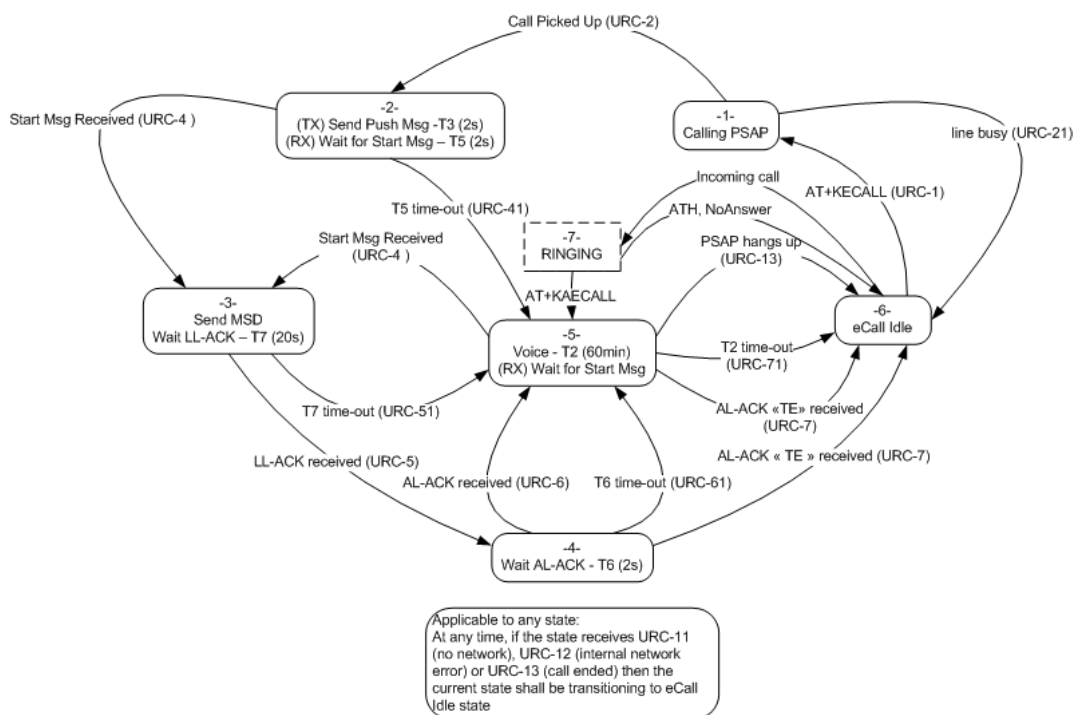 Call Picked Up (URC-2)
-2-
(TX) Send Push Msg -T3 (2s)
(RX) Wait for Start Msg – T5 (2s)
-1-
Calling PSAP
Start Msg Received (URC-4 )
line busy (URC-21)
Incoming call
AT+KECALL (URC-1)
T5 time-out (URC-41)
ATH, NoAnswer
-7-
RINGING
Start Msg Received
(URC-4 )
PSAP hangs up
(URC-13)
AT+KAECALL
-3-
Send MSD
Wait LL-ACK – T7 (20s)
-6-
eCall Idle
-5-
Voice - T2 (60min)
(RX) Wait for Start Msg
T2 time-out
(URC-71)
T7 time-out (URC-51)
AL-ACK «TE» received
(URC-7)
LL-ACK received (URC-5)
AL-ACK « TE » received (URC-7)
AL-ACK received (URC-6)
T6 time-out (URC-61)
-4-
Wait AL-ACK - T6 (2s)
Applicable to any state:
At any time, if the state receives URC-11
(no network), URC-12 (internal network
error) or URC-13 (call ended) then the
current state shall be transitioning to eCall
Idle state